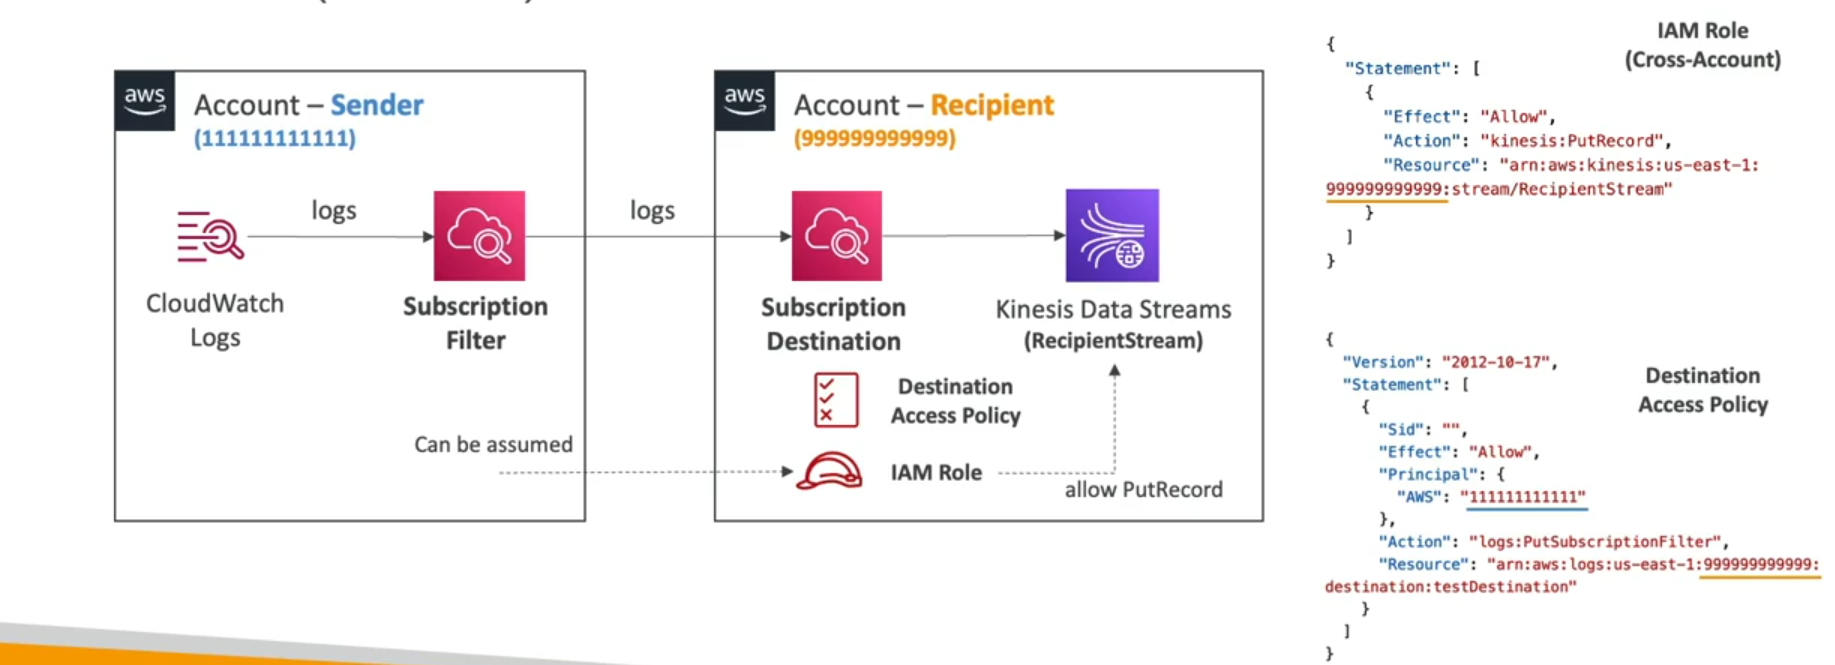 aws
Account – Sender
(111111111111)
logs
CloudWatch
Logs
Subscription
Filter
Can be assumed
logs
aws
Account – Recipient
(999999999999)
Subscription
Destination
Kinesis Data Streams
(RecipientStream)
Destination
Access Policy
IAM Role
allow PutRecord
IAM Role
(Cross-Account)
{
"Statement": [
{
"Effect": "Allow",
"Action": "kinesis:PutRecord",
"Resource": "arn:aws:kinesis:us-east-1:
999999999999:stream/RecipientStream"
}
]
}
Destination
Access Policy
{
"Version": "2012-10-17",
"Statement": [
{
"Sid": "",
"Effect": "Allow",
"Principal": {
"AWS": "111111111111"
},
"Action": "logs:PutSubscriptionFilter",
"Resource": "arn:aws:logs:us-east-1:999999999999:
destination:testDestination"
}
]
}